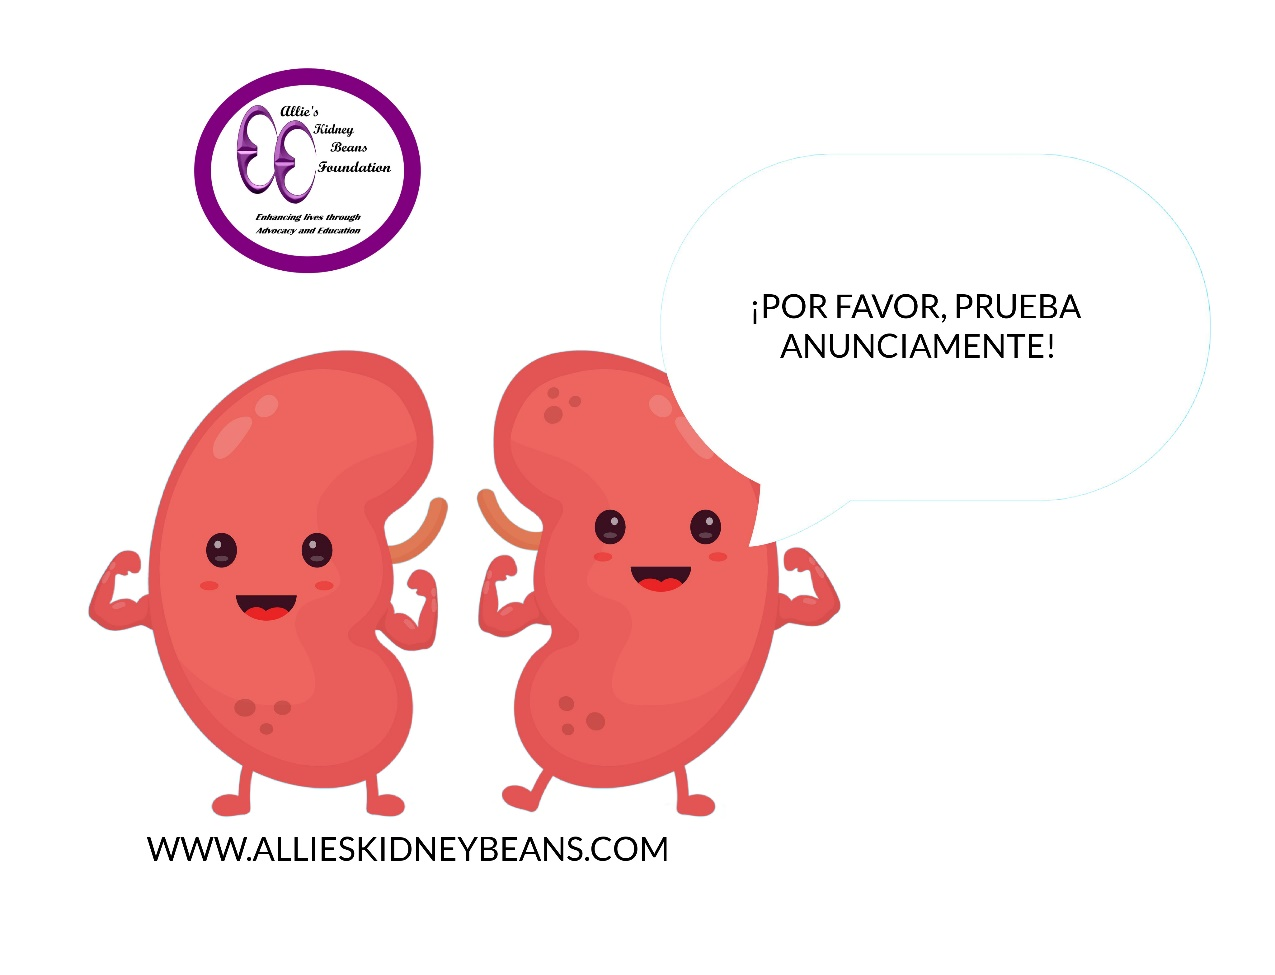 Allie's
Kidney
Beans
Foundation
Enhancing lives through
Advocacy and Education
¡POR FAVOR, PRUEBA
ANUNCIAMENTE!
WWW.ALLIESKIDNEYBEANS.COM